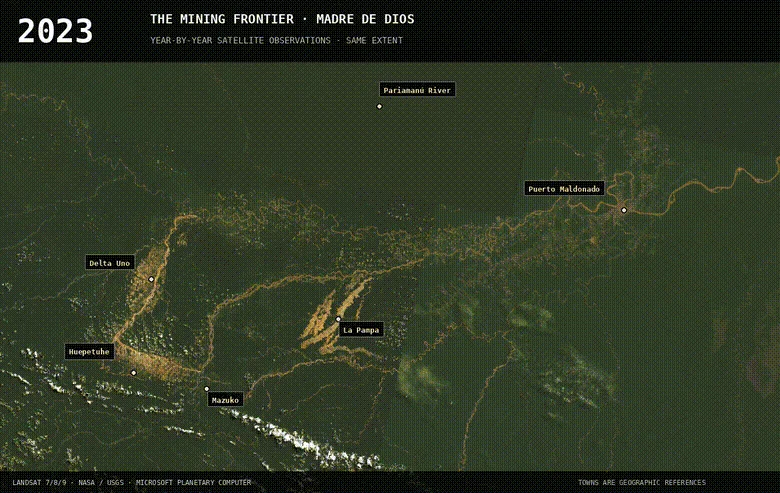 2023
THE MINING FRONTIER · MADRE DE DIOS
YEAR-BY-YEAR SATELLITE OBSERVATIONS · SAME EXTENT
Pariamanú River
Puerto Maldonado
Delta Uno
La Pampa
Huepetuhe
Mazuko
LANDSAT 7/8/9 · NASA / USGS · MICROSOFT PLANETARY COMPUTER
TOWNS ARE GEOGRAPHIC REFERENCES